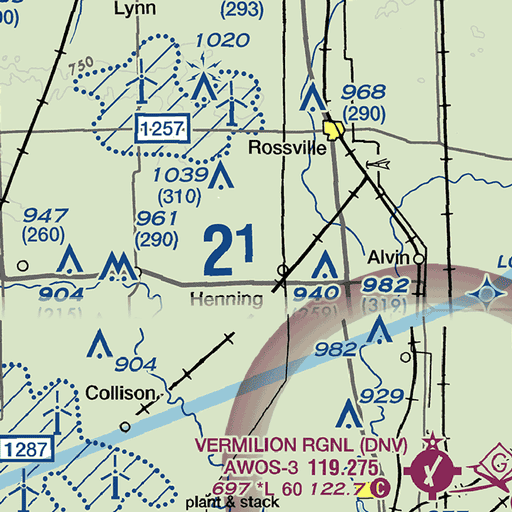 Lynn
(293)
1020
750
1257
968
(290)
Rossville
1039
(310)
947
(260)
961
(290)
21
Alvin
904
Henning
940
982
904
982
Collison
929
1287
VERMILION RGNL (DNV)
AWOS-3 119.275
697 *L 60 122.7 C
plant & stack